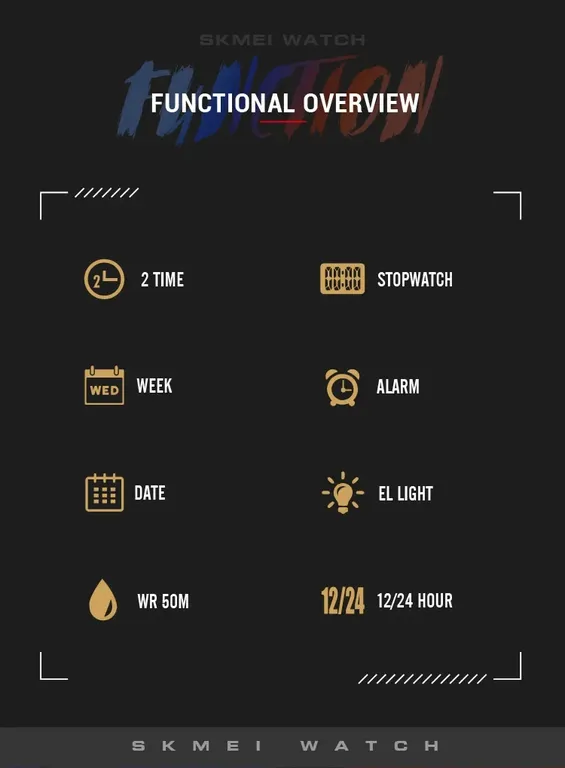 SKMEI WATCH
FUNCTION
FUNCTIONAL OVERVIEW
2 2 TIME
00:00 STOPWATCH
WED WEEK
ALARM
DATE
EL LIGHT
WR 50M
12/24 12/24 HOUR
SKMEI WATCH